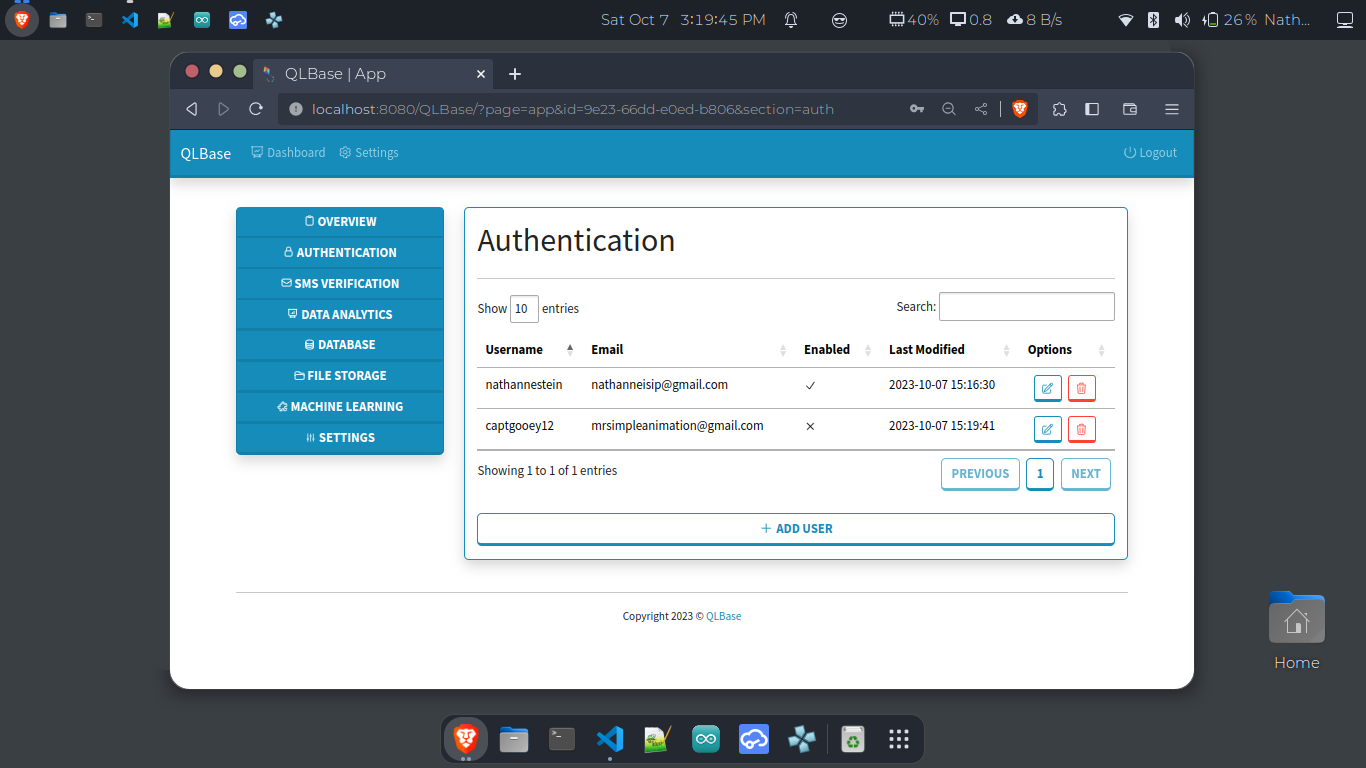 Sat Oct 7 3:19:45 PM 40% 0.8 8 B/s 26% Nath...
QLBase | App
localhost:8080/QLBase/?page=app&id=9e23-66dd-e0ed-b806&section=auth
QLBase Dashboard Settings Logout
OVERVIEW
AUTHENTICATION
SMS VERIFICATION
DATA ANALYTICS
DATABASE
FILE STORAGE
MACHINE LEARNING
SETTINGS
Authentication
Show 10 entries Search:
Username Email Enabled Last Modified Options
nathannestein nathanneisip@gmail.com 2023-10-07 15:16:30
captgooey12 mrsimpleanimation@gmail.com 2023-10-07 15:19:41
Showing 1 to 1 of 1 entries PREVIOUS 1 NEXT
ADD USER
Copyright 2023 © QLBase
Home